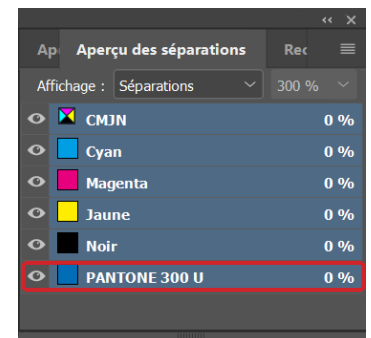 Ap Aperçu des séparations Rec
Affichage : Séparations 300 %
CMJN 0 %
Cyan 0 %
Magenta 0 %
Jaune 0 %
Noir 0 %
PANTONE 300 U 0 %